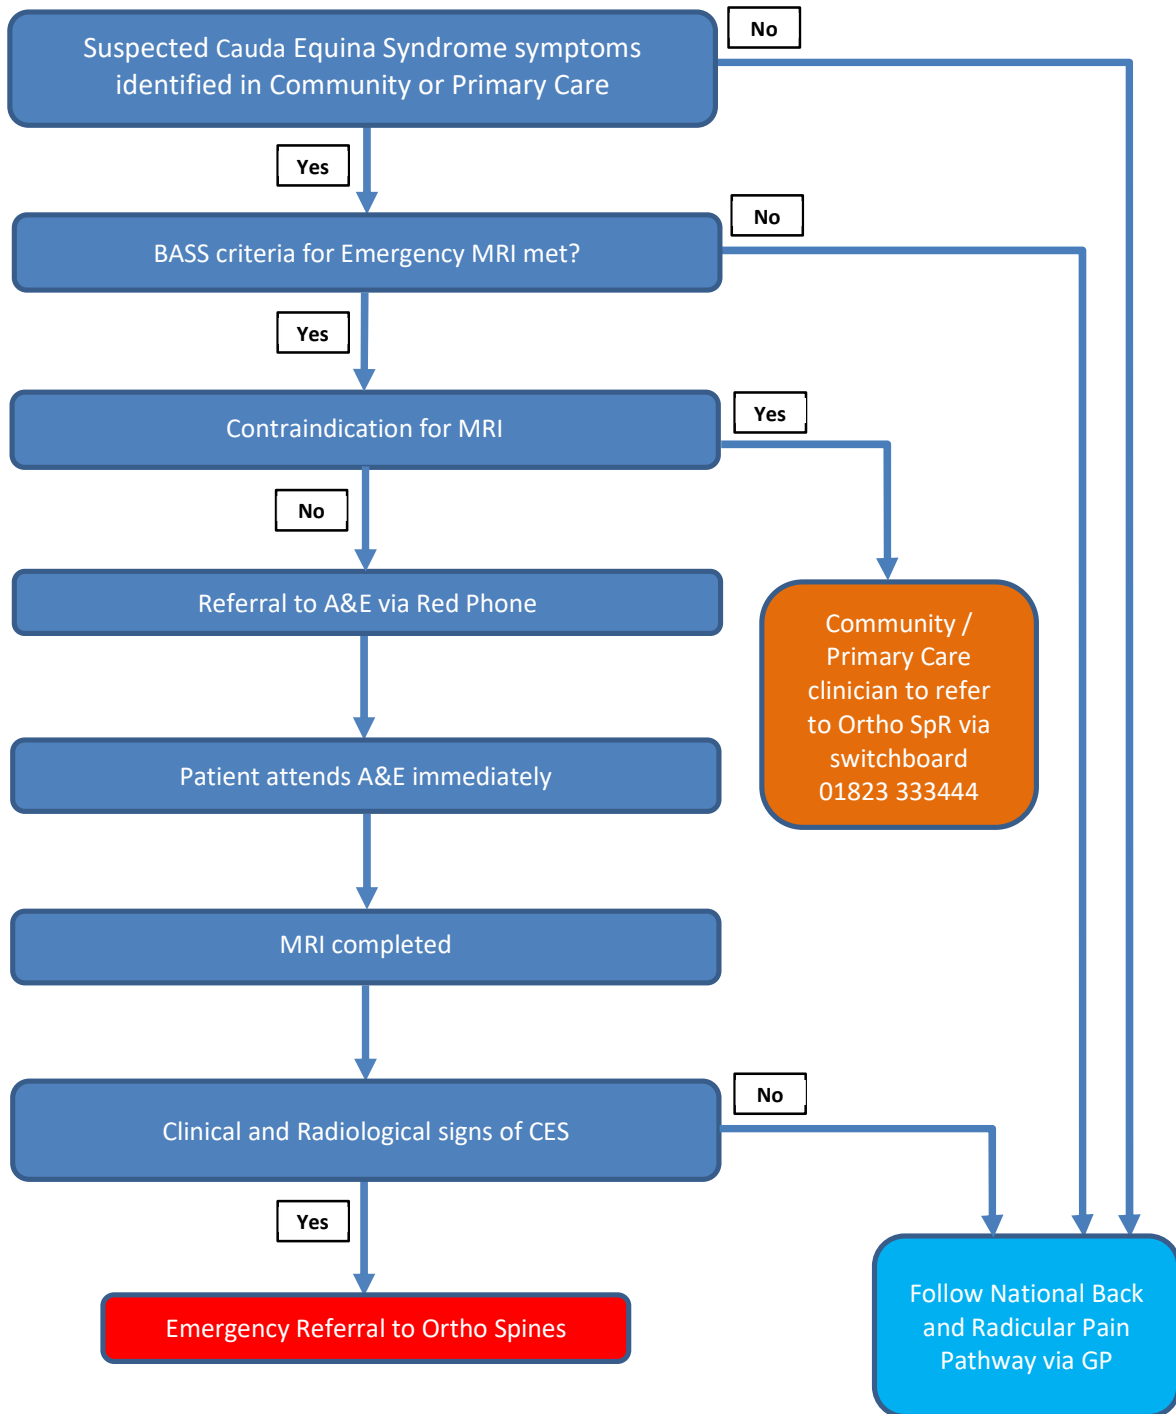 Suspected Cauda Equina Syndrome symptoms
identified in Community or Primary Care
No
Yes
BASS criteria for Emergency MRI met?
No
Yes
Contraindication for MRI
Yes
No
Referral to A&E via Red Phone
Community /
Primary Care
clinician to refer
to Ortho SpR via
switchboard
01823 333444
Patient attends A&E immediately
MRI completed
Clinical and Radiological signs of CES
No
Yes
Emergency Referral to Ortho Spines
Follow National Back
and Radicular Pain
Pathway via GP